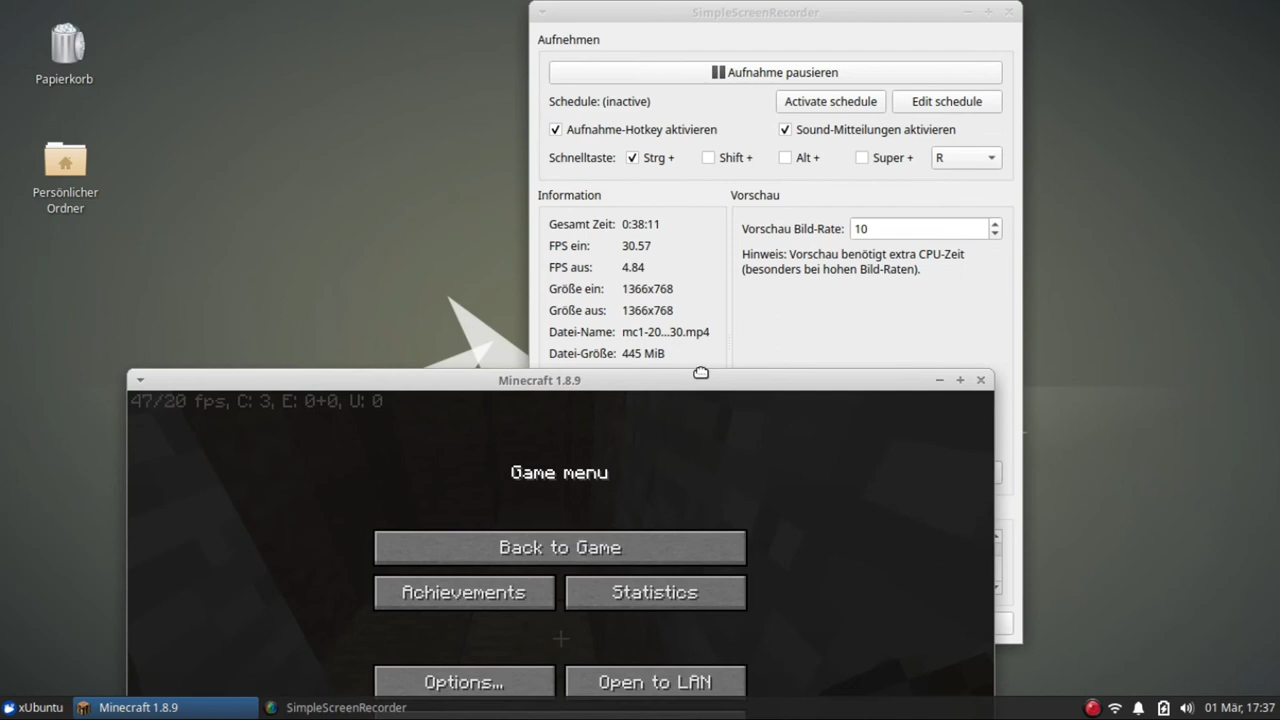 Papierkorb
Persönlicher
Ordner
SimpleScreenRecorder
Aufnehmen
Aufnahme pausieren
Schedule: (inactive)
Activate schedule
Edit schedule
Aufnahme-Hotkey aktivieren
Sound-Mitteilungen aktivieren
Schnelltaste:
Strg +
Shift +
Alt +
Super +
R
Information
Gesamt Zeit: 0:38:11
FPS ein: 30.57
FPS aus: 4.84
Größe ein: 1366x768
Größe aus: 1366x768
Datei-Name: mc1-20...30.mp4
Datei-Größe: 445 MiB
Vorschau
Vorschau Bild-Rate: 10
Hinweis: Vorschau benötigt extra CPU-Zeit
(besonders bei hohen Bild-Raten).
Minecraft 1.8.9
47/20 fps, C: 3, E: 0+0, U: 0
Game menu
Back to Game
Achievements
Statistics
Options...
Open to LAN
xUbuntu
Minecraft 1.8.9
SimpleScreenRecorder
01 Mär, 17:37